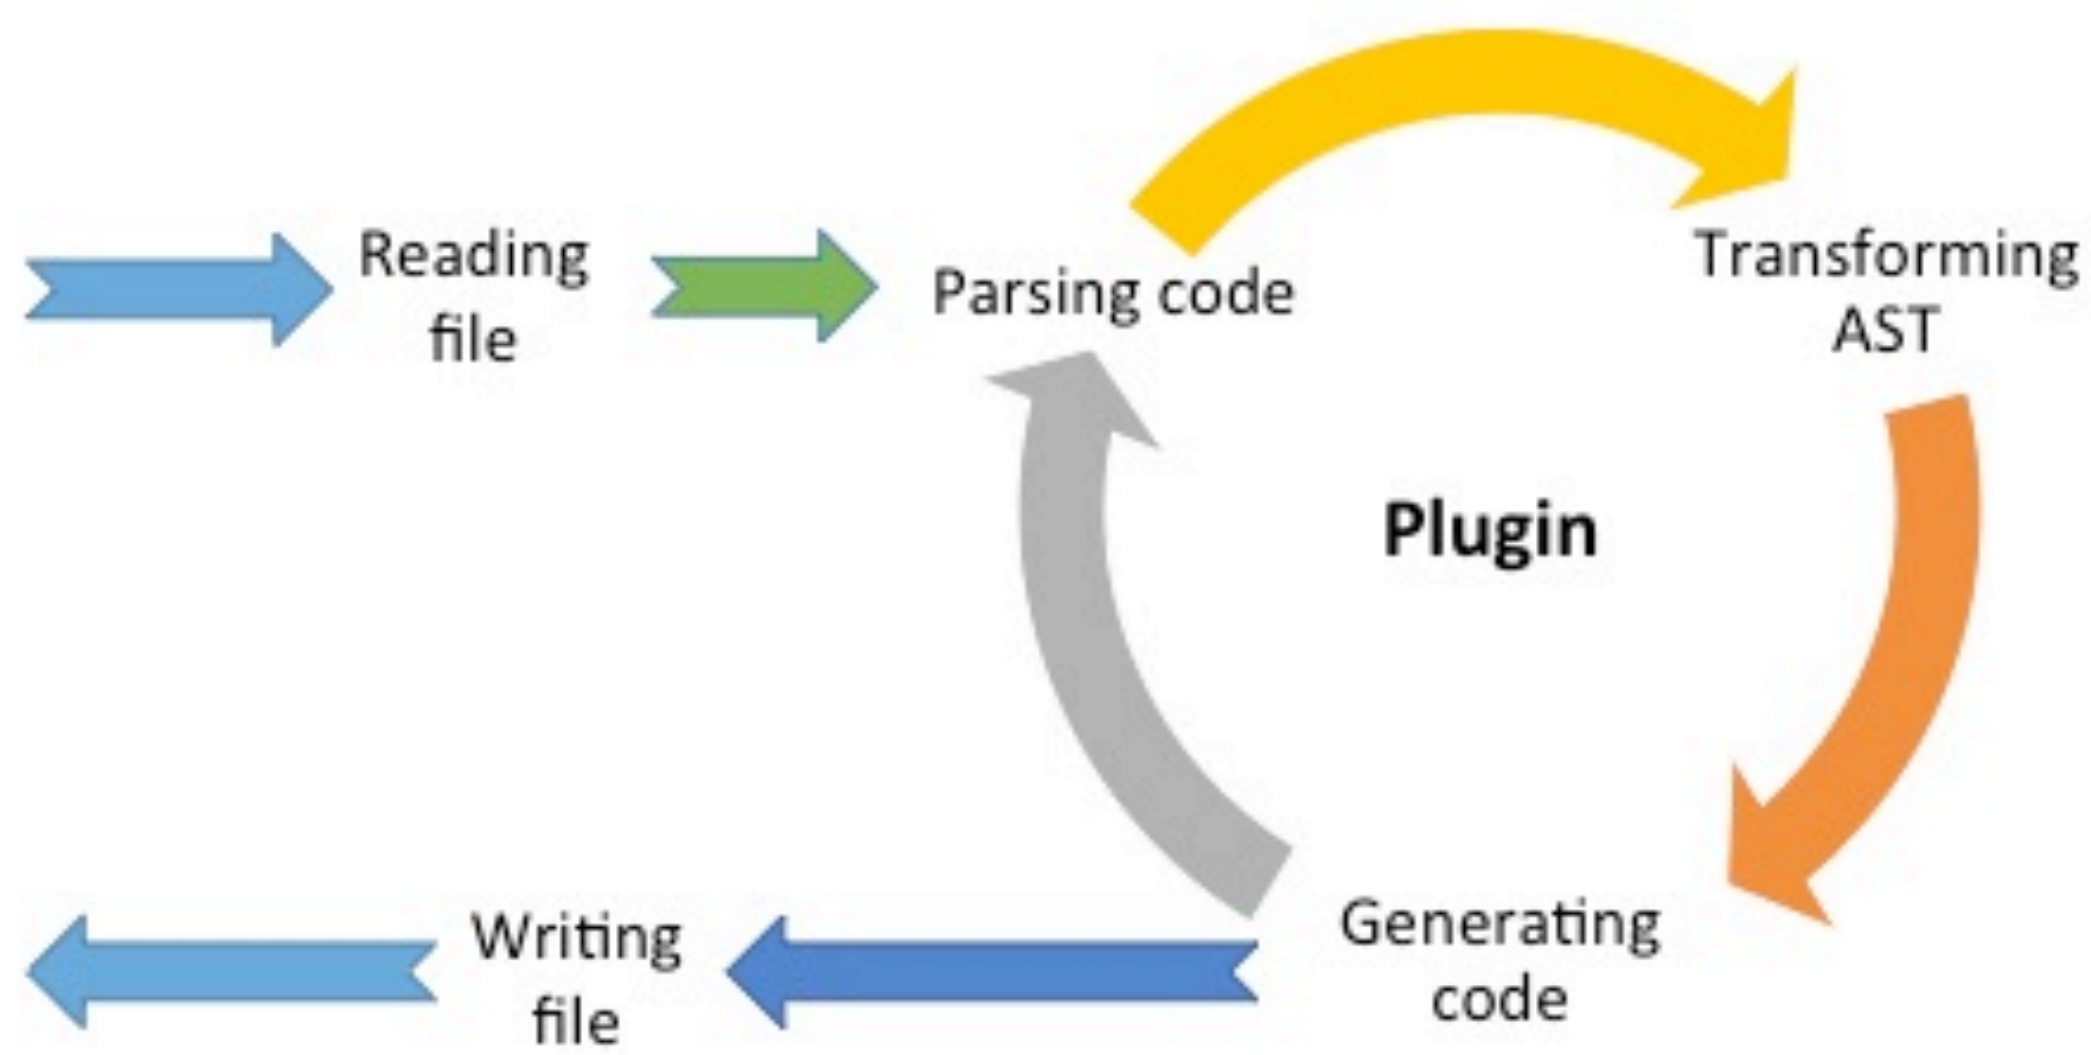 Reading
file
Parsing code
Transforming
AST
Plugin
Generating
code
Writing
file